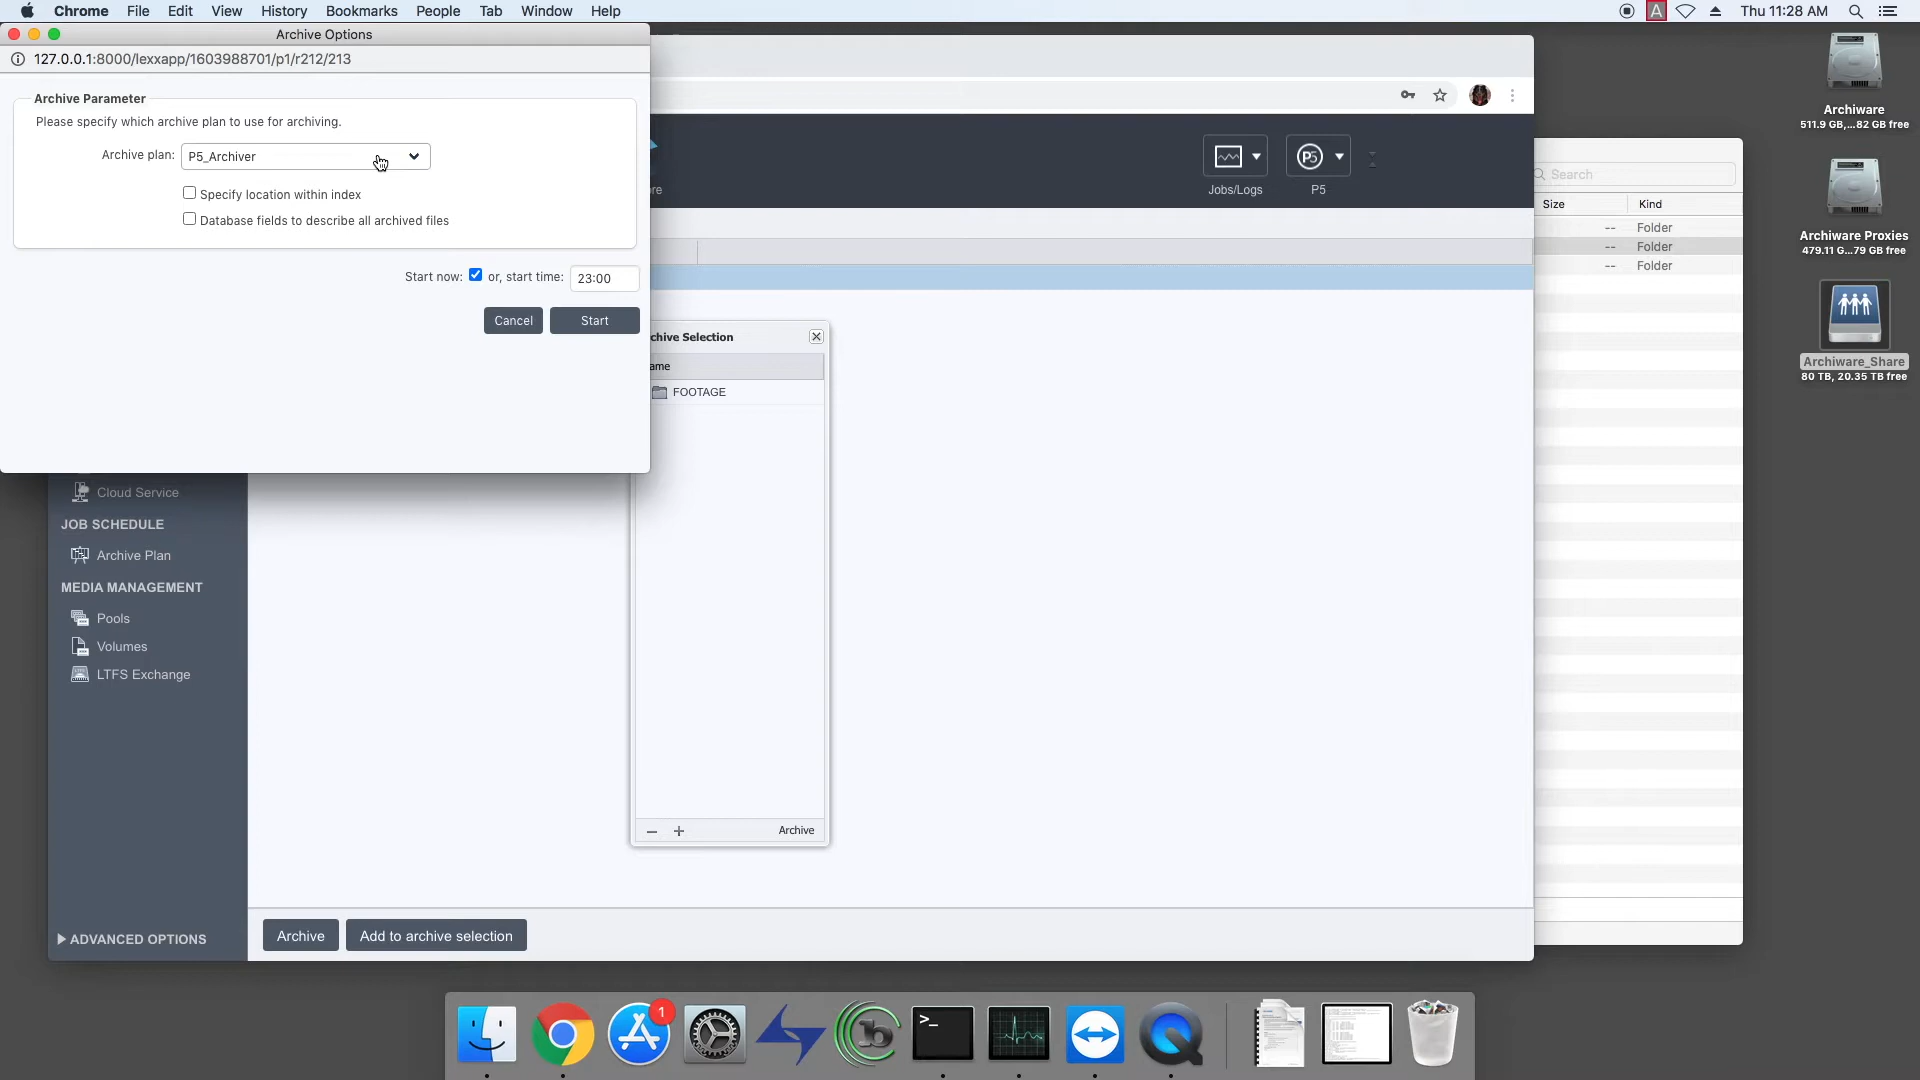 Chrome File Edit View History Bookmarks People Tab Window Help
A
Thu 11:28 AM
Archive Options
127.0.0.1:8000/lexxapp/1603988701/p1/r212/213
Archive Parameter
Please specify which archive plan to use for archiving.
Archive plan: P5_Archiver
Specify location within index
Database fields to describe all archived files
Start now: or, start time: 23:00
Cancel Start
P5
Jobs/Logs P5
Search
Size Kind
-- Folder
-- Folder
-- Folder
Archiware
511.9 GB,...82 GB free
Archiware Proxies
479.11 G...79 GB free
Archiware_Share
80 TB, 20.35 TB free
chive Selection
ame
FOOTAGE
− + Archive
Cloud Service
JOB SCHEDULE
Archive Plan
MEDIA MANAGEMENT
Pools
Volumes
LTFS Exchange
ADVANCED OPTIONS
Archive Add to archive selection
1
b
>_